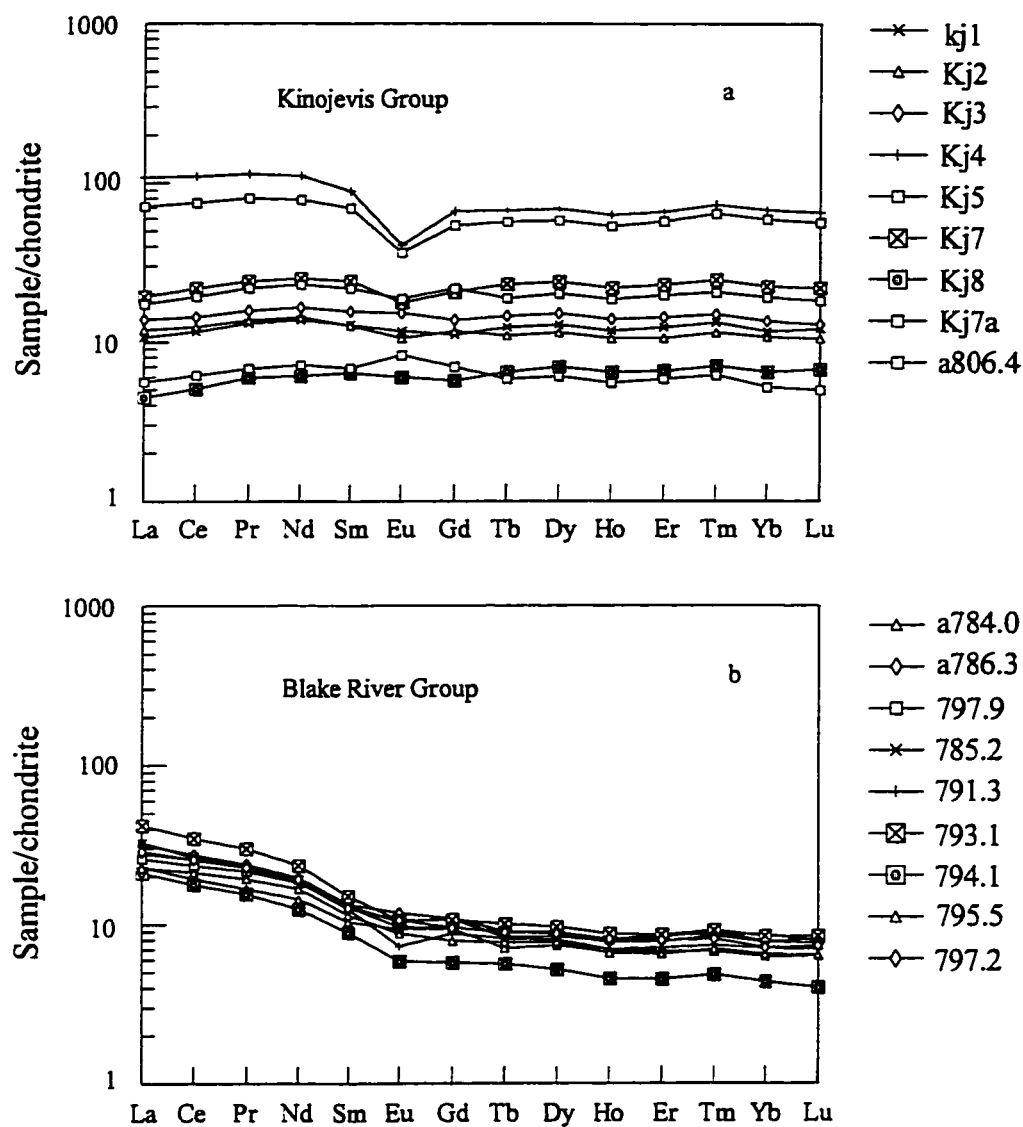 1000
100
10
1
Sample/chondrite
Kinojevis Group
a
La Ce Pr Nd Sm Eu Gd Tb Dy Ho Er Tm Yb Lu
kj1
Kj2
Kj3
Kj4
Kj5
Kj7
Kj8
Kj7a
a806.4
1000
100
10
1
Sample/chondrite
Blake River Group
b
La Ce Pr Nd Sm Eu Gd Tb Dy Ho Er Tm Yb Lu
a784.0
a786.3
797.9
785.2
791.3
793.1
794.1
795.5
797.2